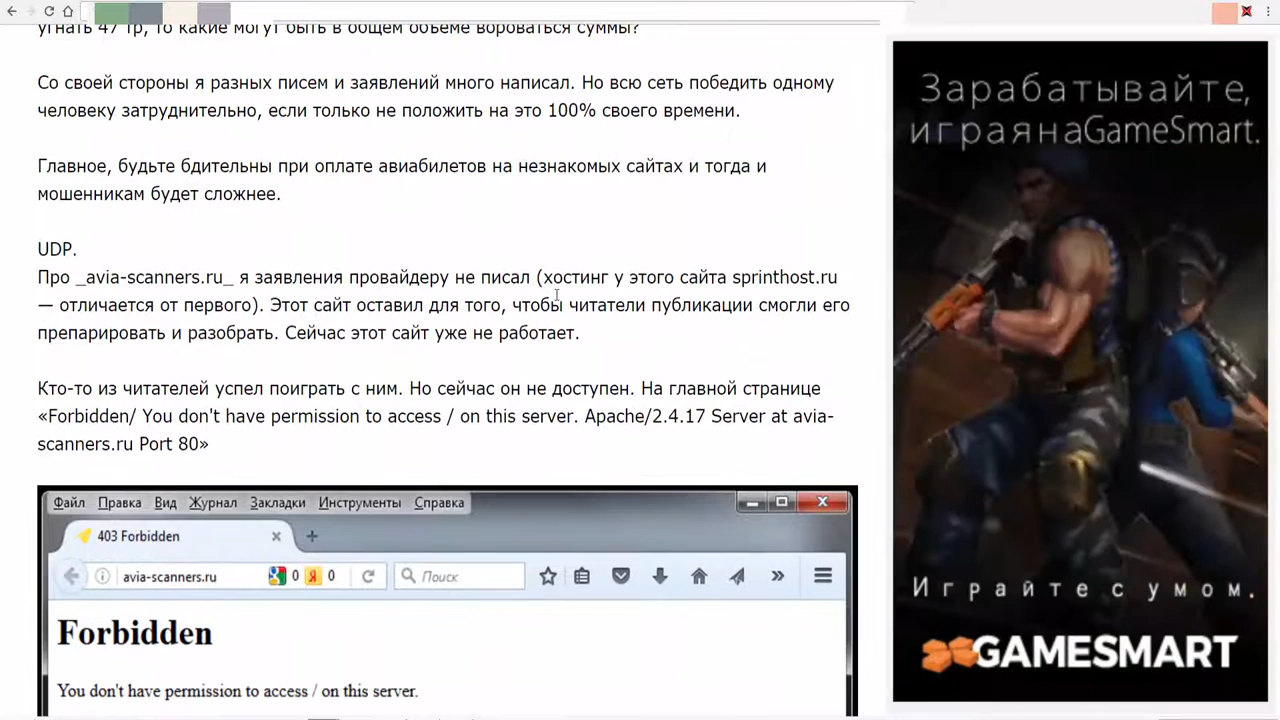 угнать 47 тр, то какие могут быть в общем объеме вороваться суммы?
Со своей стороны я разных писем и заявлений много написал. Но всю сеть победить одному
человеку затруднительно, если только не положить на это 100% своего времени.
Главное, будьте бдительны при оплате авиабилетов на незнакомых сайтах и тогда и
мошенникам будет сложнее.
UDP.
Про _avia-scanners.ru_ я заявления провайдеру не писал (хостинг у этого сайта sprinthost.ru
— отличается от первого). Этот сайт оставил для того, чтобы читатели публикации смогли его
препарировать и разобрать. Сейчас этот сайт уже не работает.
Кто-то из читателей успел поиграть с ним. Но сейчас он не доступен. На главной странице
«Forbidden/ You don't have permission to access / on this server. Apache/2.4.17 Server at avia-
scanners.ru Port 80»
Файл Правка Вид Журнал Закладки Инструменты Справка
403 Forbidden
avia-scanners.ru 0 Я 0 Поиск
Forbidden
You don't have permission to access / on this server.
Зарабатывайте,
играянаGameSmart.
Играйте с умом.
GAMESMART